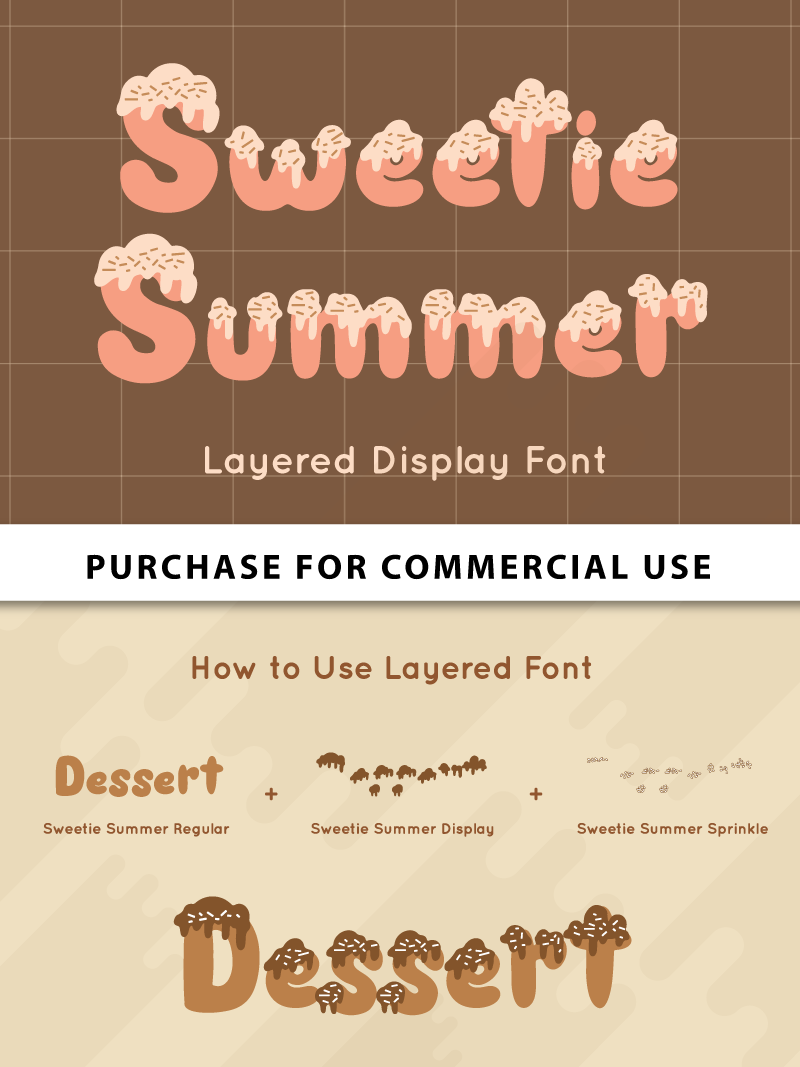 Sweetie
Summer
Layered Display Font
PURCHASE FOR COMMERCIAL USE
How to Use Layered Font
Dessert
+
+
Sweetie Summer Regular
Sweetie Summer Display
Sweetie Summer Sprinkle
Dessert